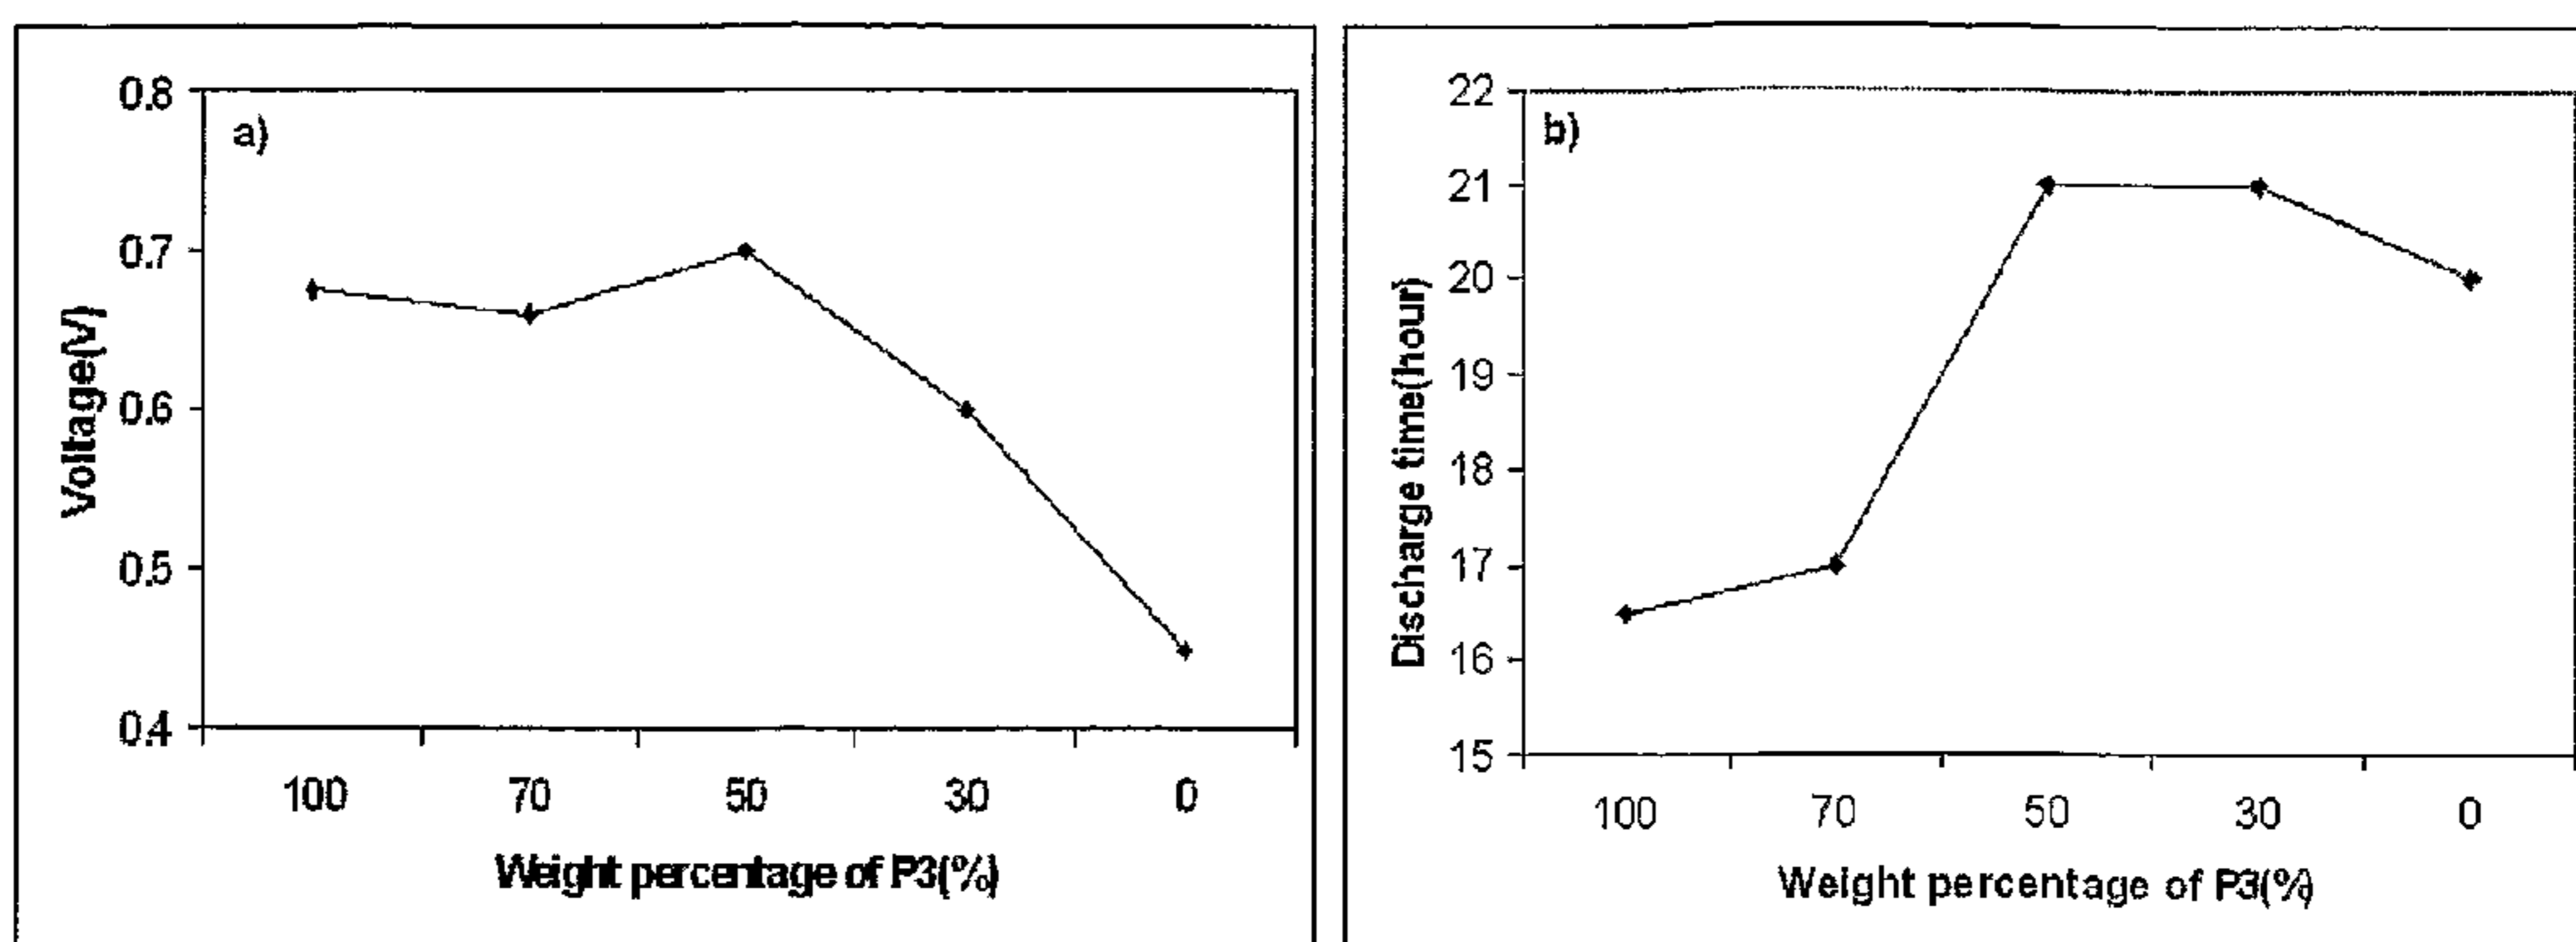 a)
Voltage(V)
0.8
0.7
0.6
0.5
0.4
100 70 50 30 0
Weight percentage of P3(%)
b)
Discharge time(hour)
22
21
20
19
18
17
16
15
100 70 50 30 0
Weight percentage of P3(%)